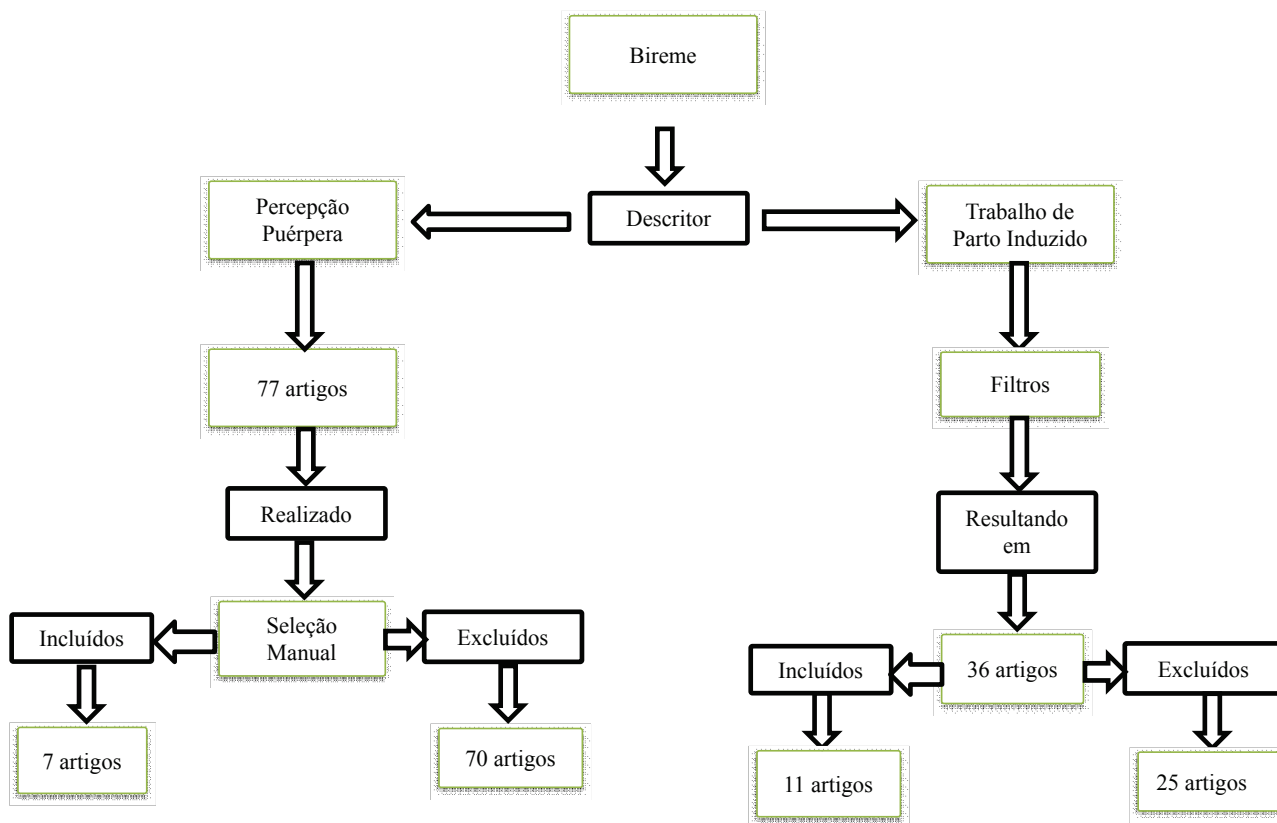 Bireme
Percepção
Puérpera
Descritor
Trabalho de
Parto Induzido
77 artigos
Filtros
Realizado
Resultando
em
Incluídos
Seleção
Manual
Excluídos
Incluídos
36 artigos
Excluídos
7 artigos
70 artigos
11 artigos
25 artigos